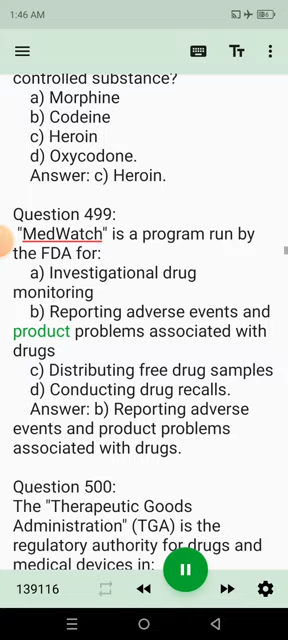 1:46 AM
controlled substance?
a) Morphine
b) Codeine
c) Heroin
d) Oxycodone.
Answer: c) Heroin.
Question 499:
"MedWatch" is a program run by
the FDA for:
a) Investigational drug
monitoring
b) Reporting adverse events and
product problems associated with
drugs
c) Distributing free drug samples
d) Conducting drug recalls.
Answer: b) Reporting adverse
events and product problems
associated with drugs.
Question 500:
The "Therapeutic Goods
Administration" (TGA) is the
regulatory authority for drugs and
medical devices in:
139116